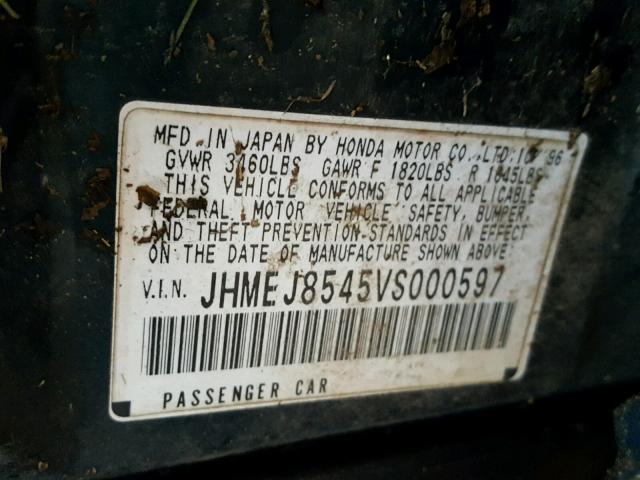 MFD. IN JAPAN BY HONDA MOTOR CO., LTD. 96
GVWR 3460LBS GAWR F 1820LBS R 1645LBS
THIS VEHICLE CONFORMS TO ALL APPLICABLE
FEDERAL MOTOR VEHICLE SAFETY, BUMPER,
AND THEFT PREVENTION STANDARDS IN EFFECT
ON THE DATE OF MANUFACTURE SHOWN ABOVE.
V.I.N. JHMEJ8545VS000597
PASSENGER CAR